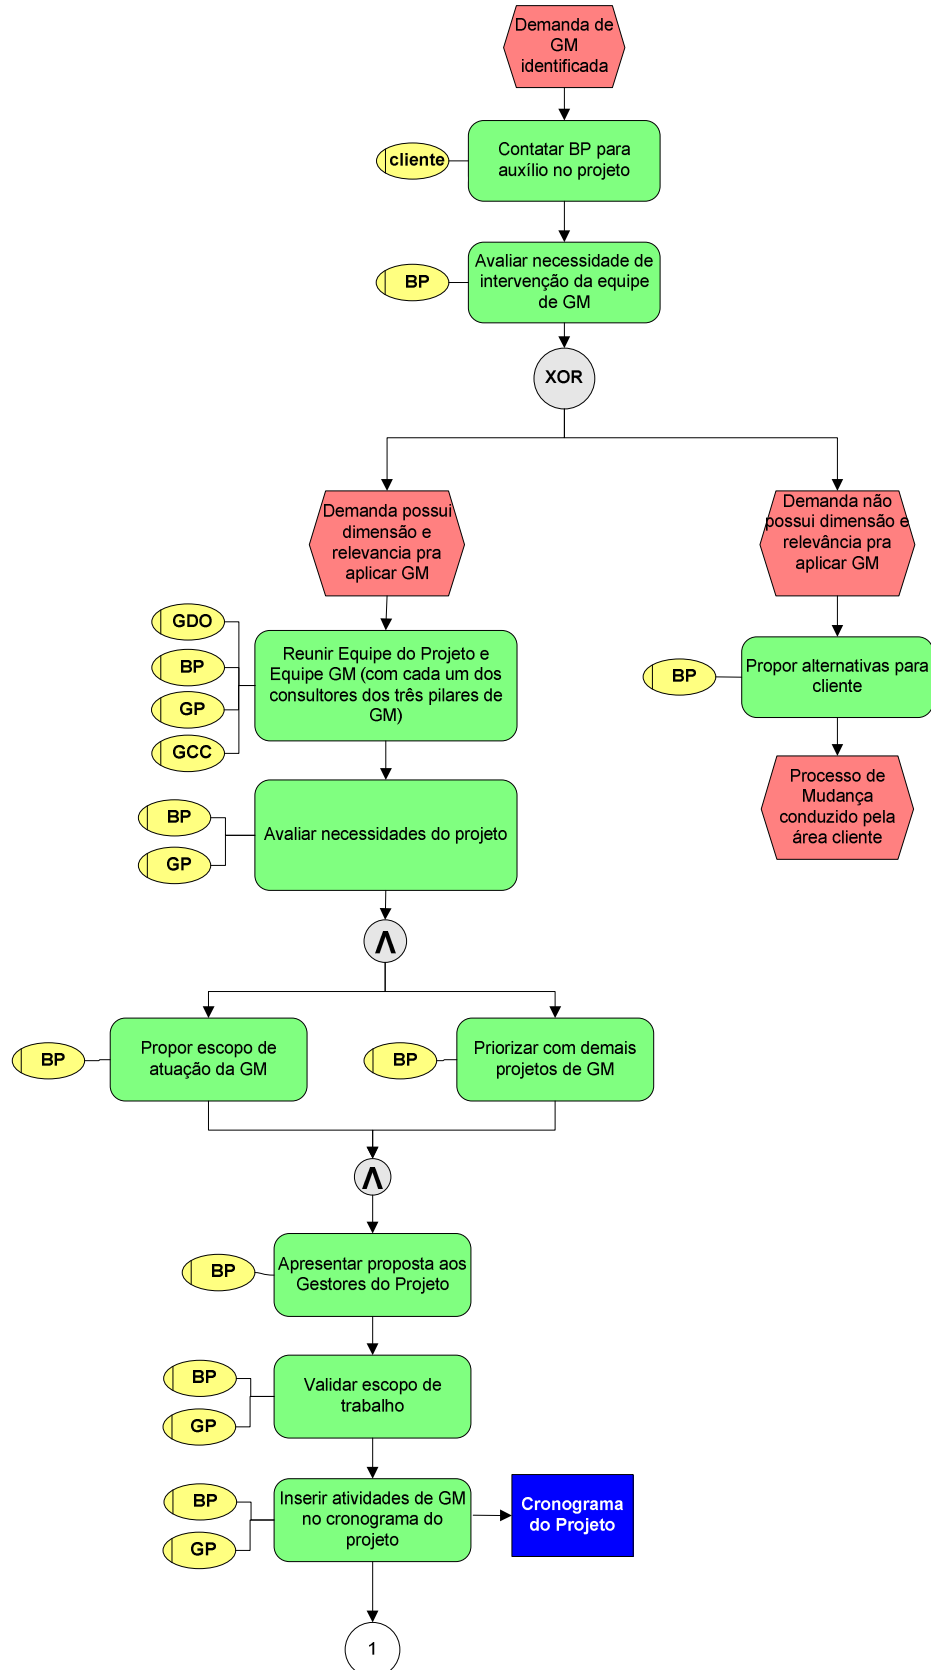 Demanda de
GM
identificada
cliente
Contatar BP para
auxílio no projeto
BP
Avaliar necessidade de
intervenção da equipe
de GM
XOR
Demanda possui
dimensão e
relevancia pra
aplicar GM
Demanda não
possui dimensão e
relevância pra
aplicar GM
GDO
BP
GP
GCC
Reunir Equipe do Projeto e
Equipe GM (com cada um dos
consultores dos três pilares de
GM)
BP
Propor alternativas para
cliente
Processo de
Mudança
conduzido pela
área cliente
BP
GP
Avaliar necessidades do projeto
Λ
BP
Propor escopo de
atuação da GM
BP
Priorizar com demais
projetos de GM
Λ
BP
Apresentar proposta aos
Gestores do Projeto
BP
GP
Validar escopo de
trabalho
BP
GP
Inserir atividades de GM
no cronograma do
projeto
Cronograma
do Projeto
1